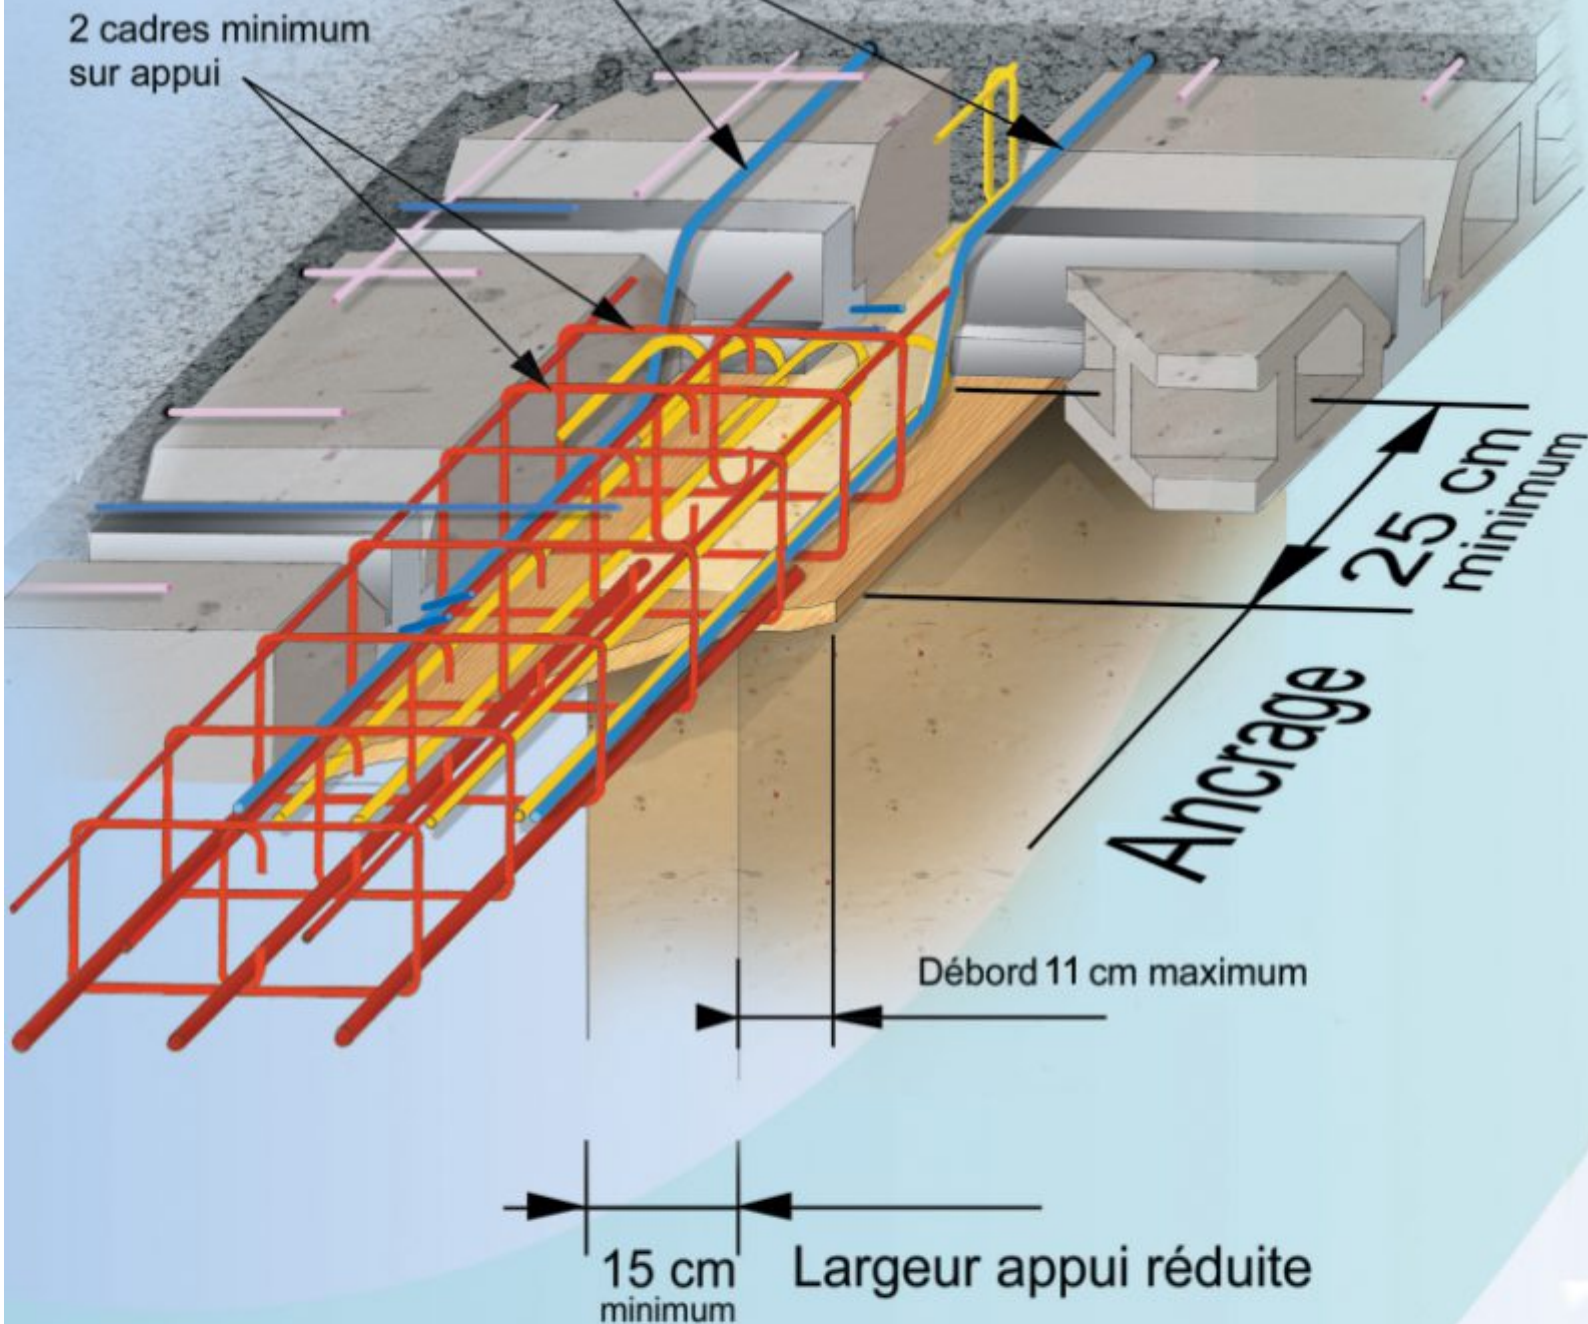 2 cadres minimum
sur appui
25 cm
minimum
Ancrage
Débord 11 cm maximum
15 cm
minimum
Largeur appui réduite